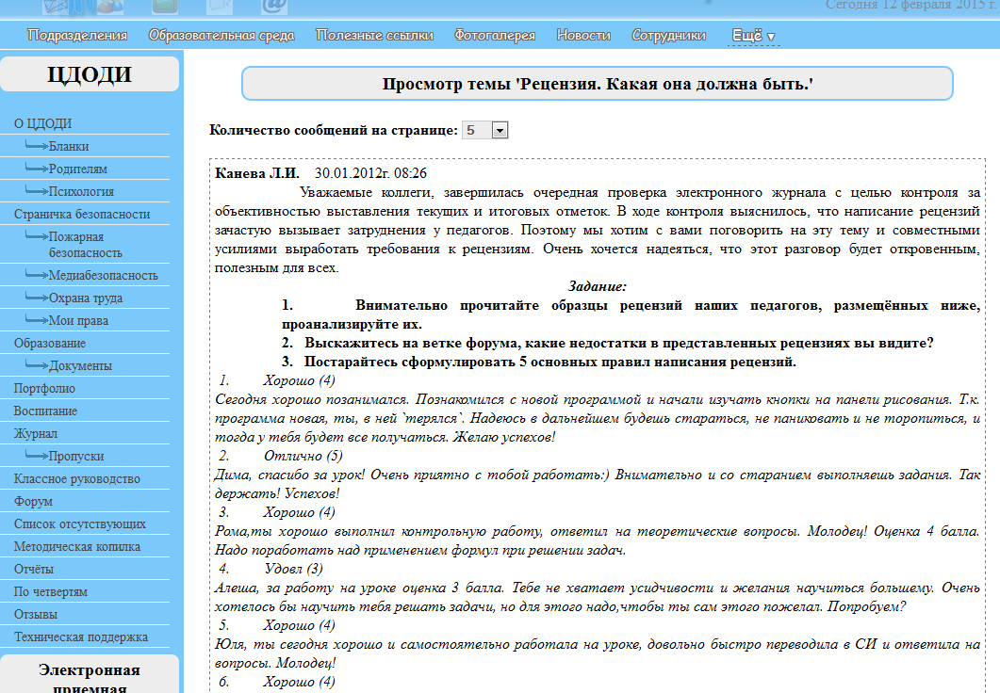 Сегодня 12 февраля 2015 г.
Подразделения Образовательная среда Полезные ссылки Фотогалерея Новости Сотрудники Ещё ▼
ЦДОДИ
О ЦДОДИ
Бланки
Родителям
Психология
Страничка безопасности
Пожарная
безопасность
Медиабезопасность
Охрана труда
Мои права
Образование
Документы
Портфолио
Воспитание
Журнал
Пропуски
Классное руководство
Форум
Список отсутствующих
Методическая копилка
Отчёты
По четвертям
Отзывы
Техническая поддержка
Электронная
приемная
Просмотр темы 'Рецензия. Какая она должна быть.'
Количество сообщений на странице: 5
Канева Л.И. 30.01.2012г. 08:26
Уважаемые коллеги, завершилась очередная проверка электронного журнала с целью контроля за
объективностью выставления текущих и итоговых отметок. В ходе контроля выяснилось, что написание рецензий
зачастую вызывает затруднения у педагогов. Поэтому мы хотим с вами поговорить на эту тему и совместными
усилиями выработать требования к рецензиям. Очень хочется надеяться, что этот разговор будет откровенным,
полезным для всех.
Задание:
1. Внимательно прочитайте образцы рецензий наших педагогов, размещённых ниже,
проанализируйте их.
2. Выскажитесь на ветке форума, какие недостатки в представленных рецензиях вы видите?
3. Постарайтесь сформулировать 5 основных правил написания рецензий.
1. Хорошо (4)
Сегодня хорошо позанимался. Познакомился с новой программой и начали изучать кнопки на панели рисования. Т.к.
программа новая, ты, в ней `терялся`. Надеюсь в дальнейшем будешь стараться, не паниковать и не торопиться, и
тогда у тебя будет все получаться. Желаю успехов!
2. Отлично (5)
Дима, спасибо за урок! Очень приятно с тобой работать:) Внимательно и со старанием выполняешь задания. Так
держать! Успехов!
3. Хорошо (4)
Рома,ты хорошо выполнил контрольную работу, ответил на теоретические вопросы. Молодец! Оценка 4 балла.
Надо поработать над применением формул при решении задач.
4. Удовл (3)
Алеша, за работу на уроке оценка 3 балла. Тебе не хватает усидчивости и желания научиться большему. Очень
хотелось бы научить тебя решать задачи, но для этого надо,чтобы ты сам этого пожелал. Попробуем?
5. Хорошо (4)
Юля, ты сегодня хорошо и самостоятельно работала на уроке, довольно быстро переводила в СИ и ответила на
вопросы. Молодец!
6. Хорошо (4)